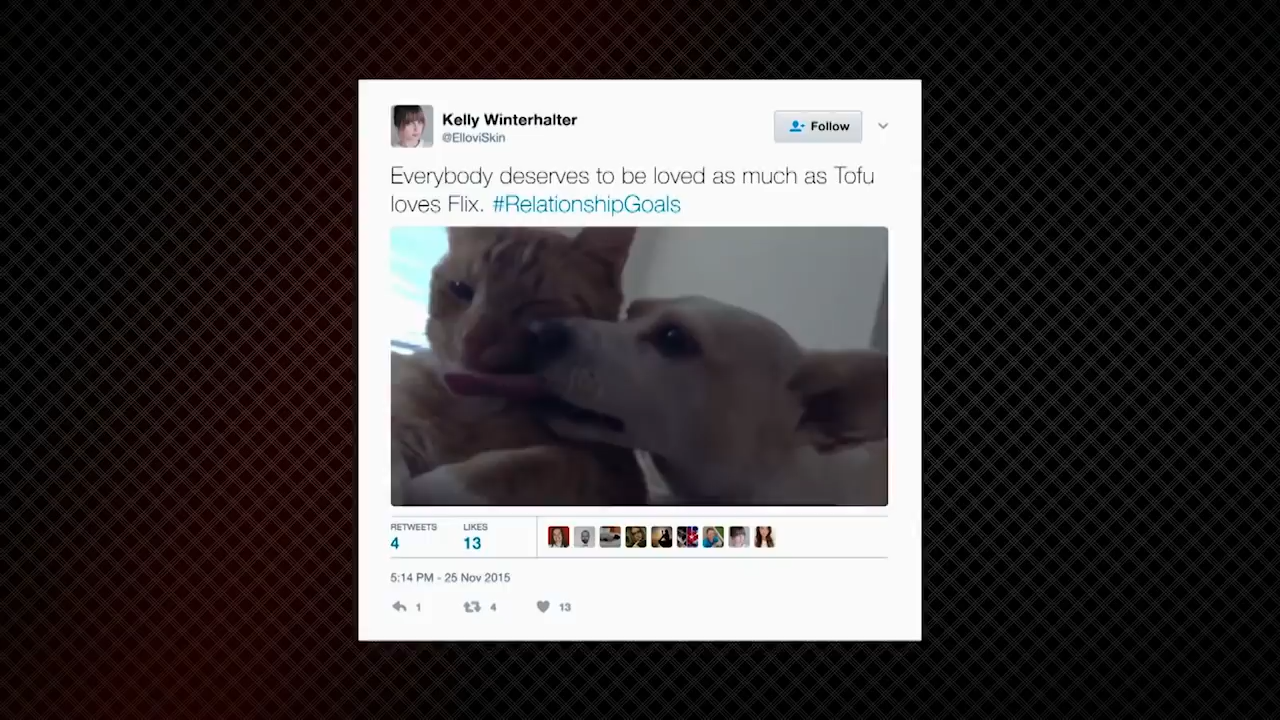 Kelly Winterhalter
@ElloviSkin
Follow
Everybody deserves to be loved as much as Tofu
loves Flix. #RelationshipGoals
RETWEETS
LIKES
4
13
5:14 PM - 25 Nov 2015
1
4
13